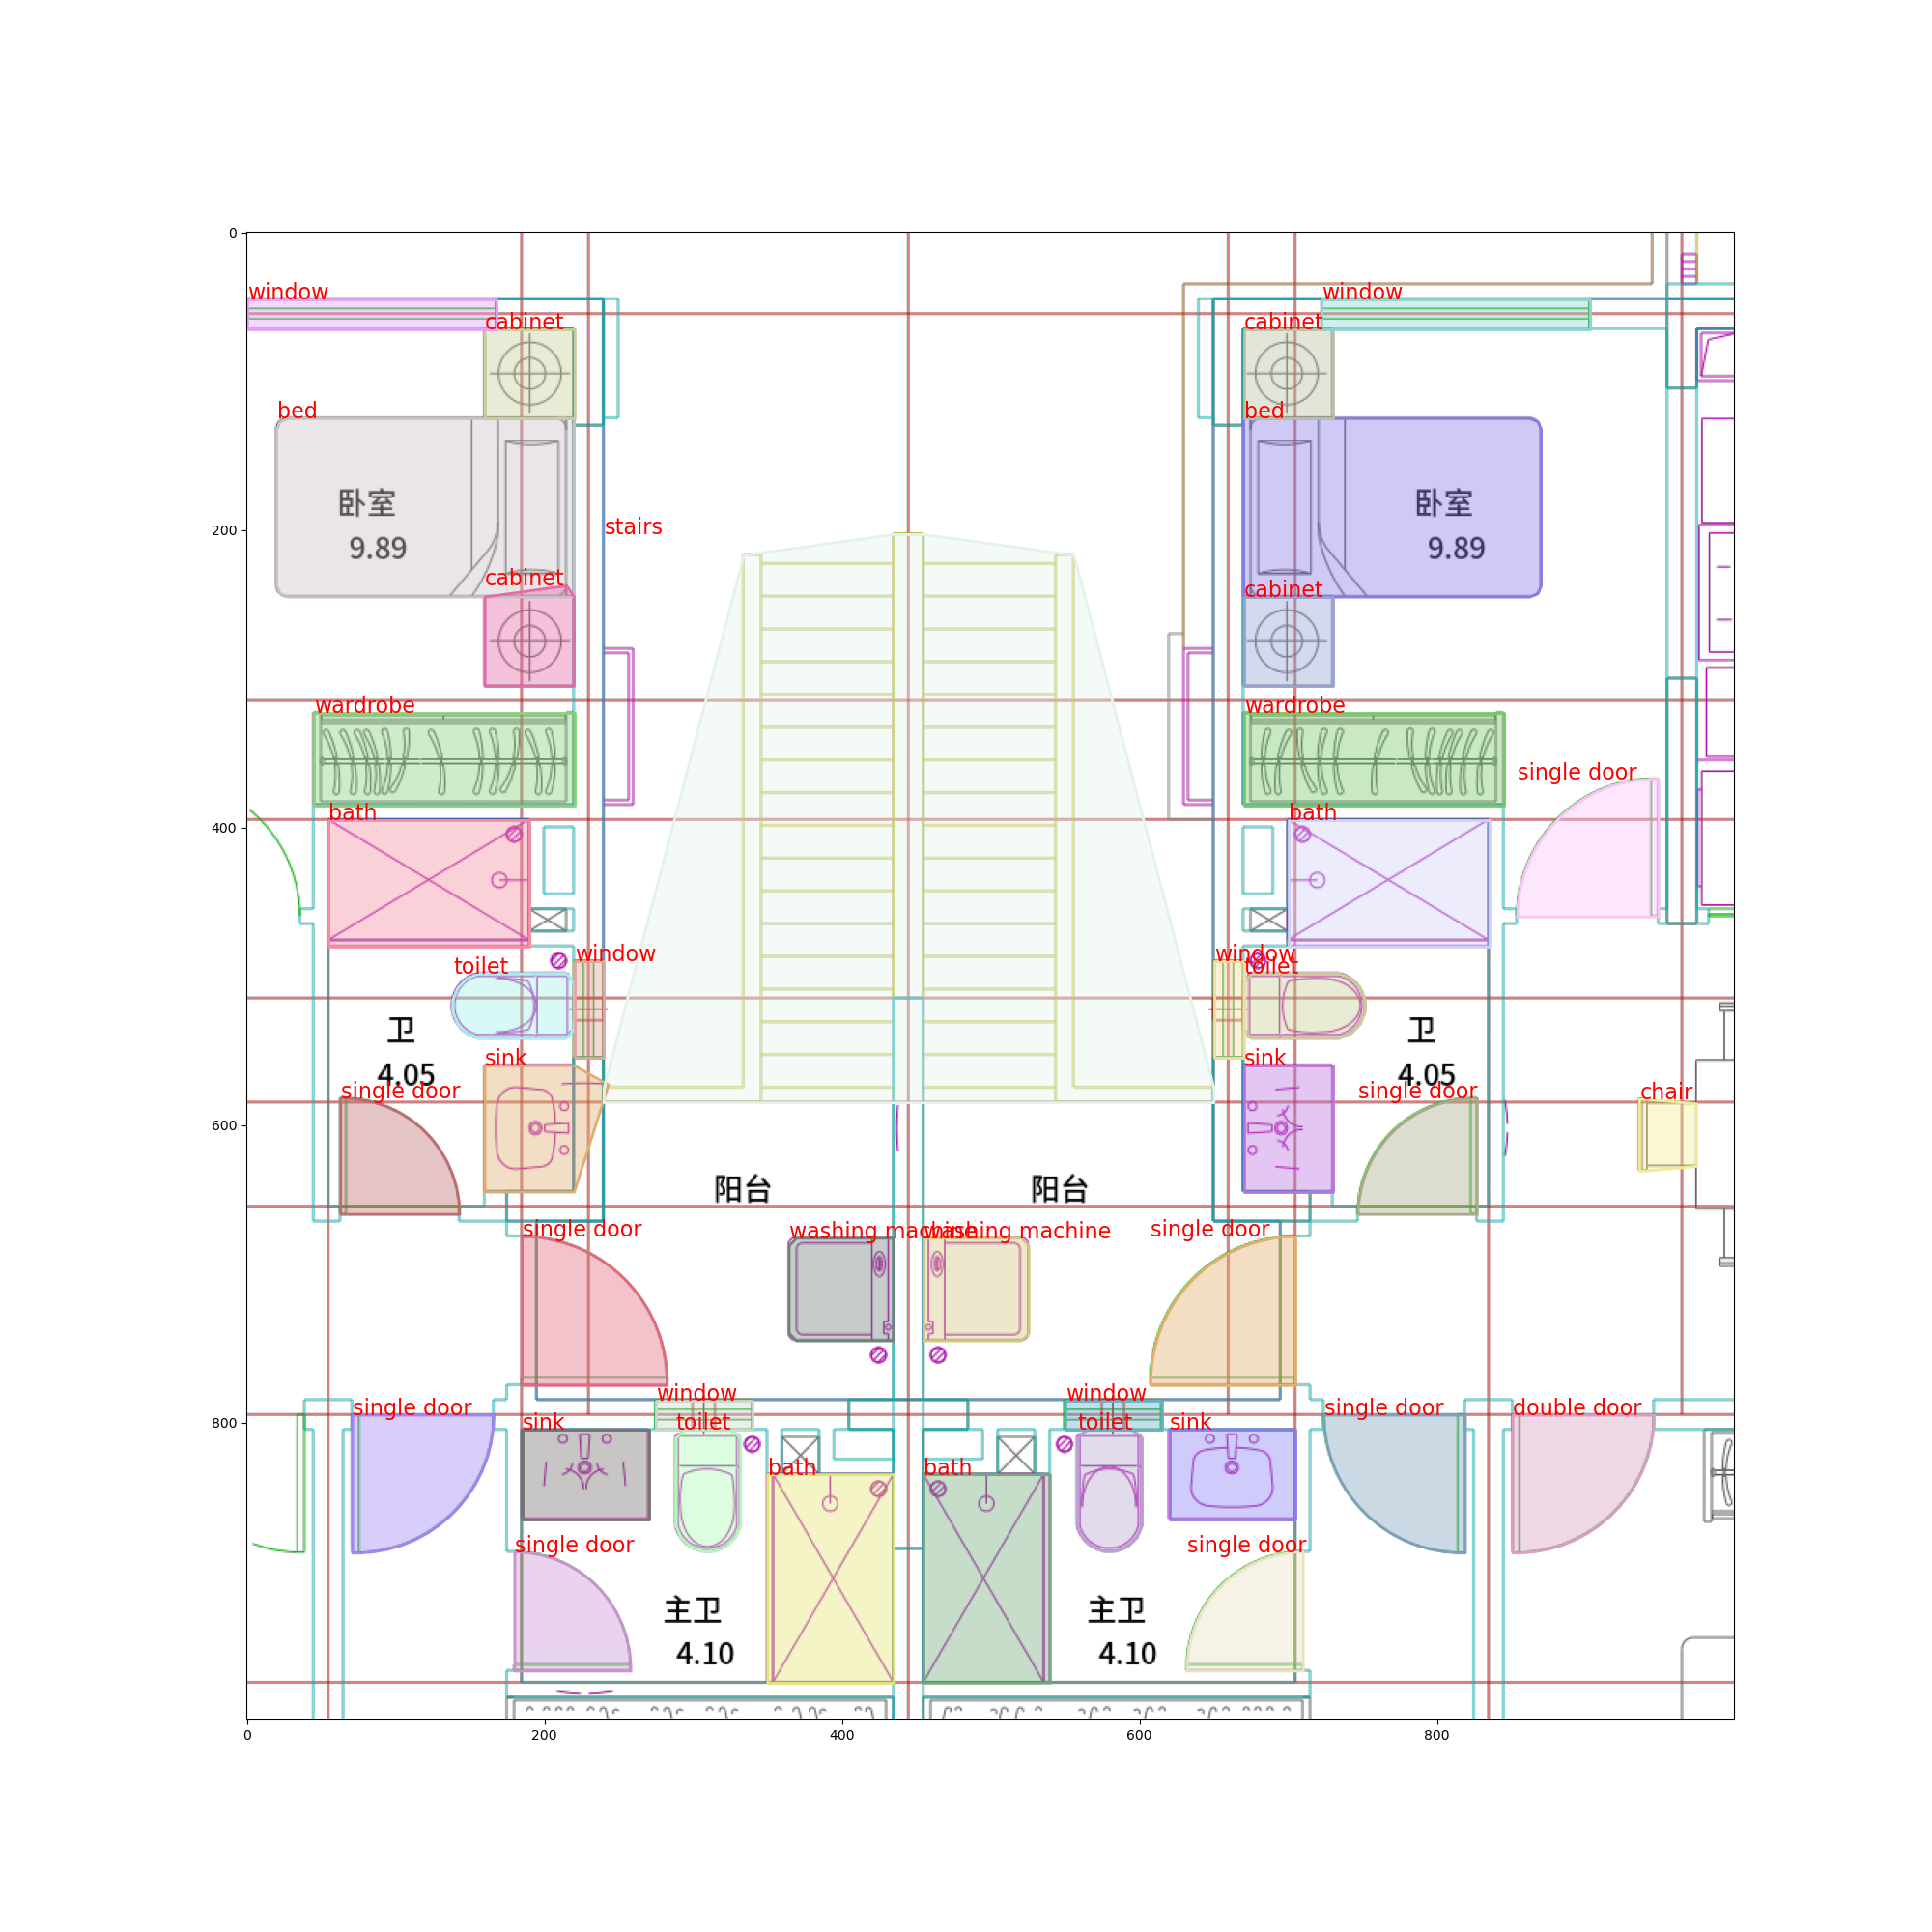 0
window
window
cabinet
cabinet
bed
bed
卧室
卧室
200
stairs
9.89
9.89
cabinet
cabinet
wardrobe
wardrobe
single door
400
bath
bath
window
window
toilet
toilet
卫
卫
sink
sink
4.05
4.05
single door
single door
chair
600
阳台
阳台
single door
washing machine
washing machine
single door
window
window
800
single door
sink
toilet
toilet
sink
single door
double door
bath
bath
single door
single door
主卫
主卫
4.10
4.10
0
200
400
600
800